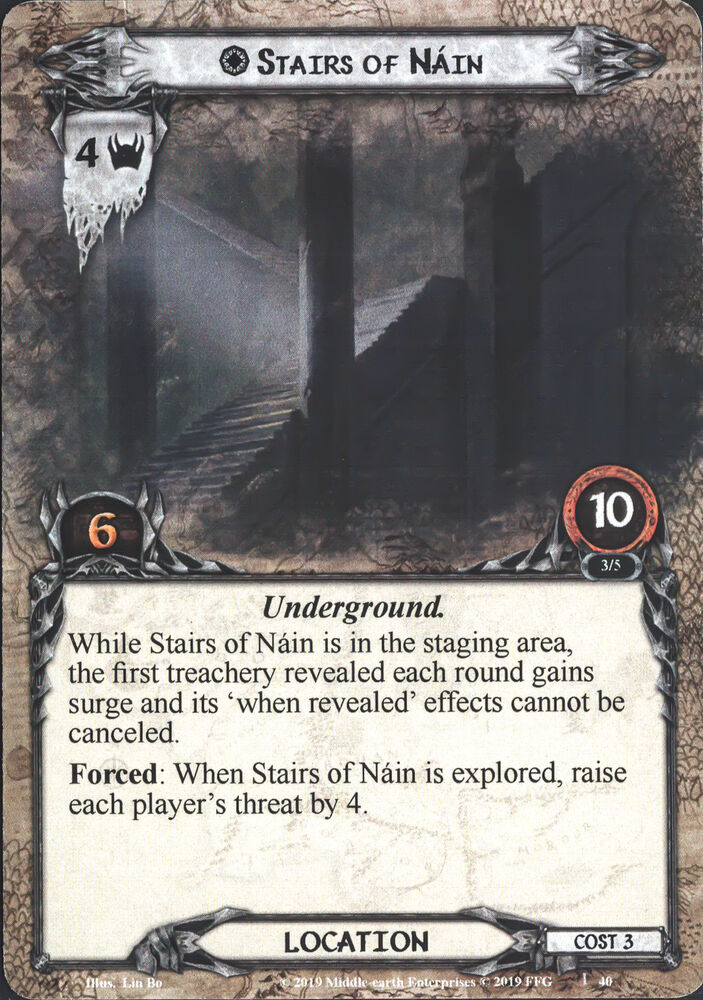 STAIRS OF NÁIN
4
6
10
3/5
Underground.
While Stairs of Náin is in the staging area,
the first treachery revealed each round gains
surge and its ‘when revealed’ effects cannot be
canceled.
Forced: When Stairs of Náin is explored, raise
each player’s threat by 4.
LOCATION
COST 3
Illus. Lin Bo
© 2019 Middle-earth Enterprises © 2019 FFG
40